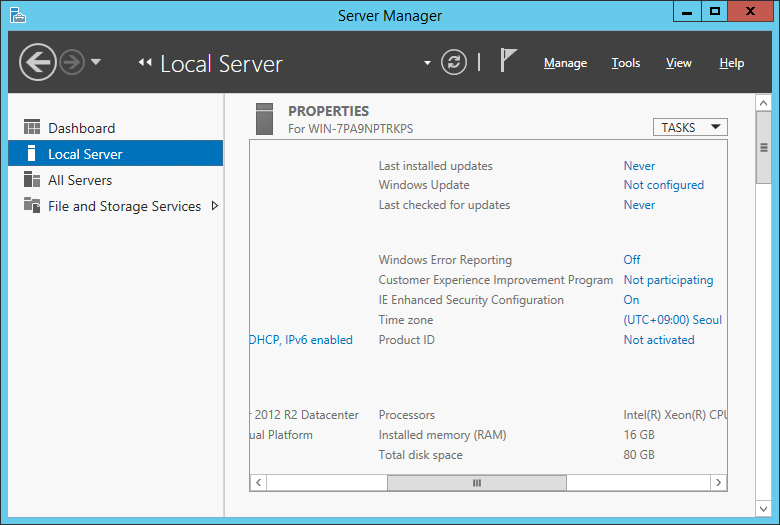 Server Manager
Local Server
Manage Tools View Help
Dashboard
Local Server
All Servers
File and Storage Services
PROPERTIES
For WIN-7PA9NPTRKPS
TASKS
Last installed updates Never
Windows Update Not configured
Last checked for updates Never
Windows Error Reporting Off
Customer Experience Improvement Program Not participating
IE Enhanced Security Configuration On
Time zone (UTC+09:00) Seoul
DHCP, IPv6 enabled Product ID Not activated
2012 R2 Datacenter Processors Intel(R) Xeon(R) CPU
Platform Installed memory (RAM) 16 GB
Total disk space 80 GB